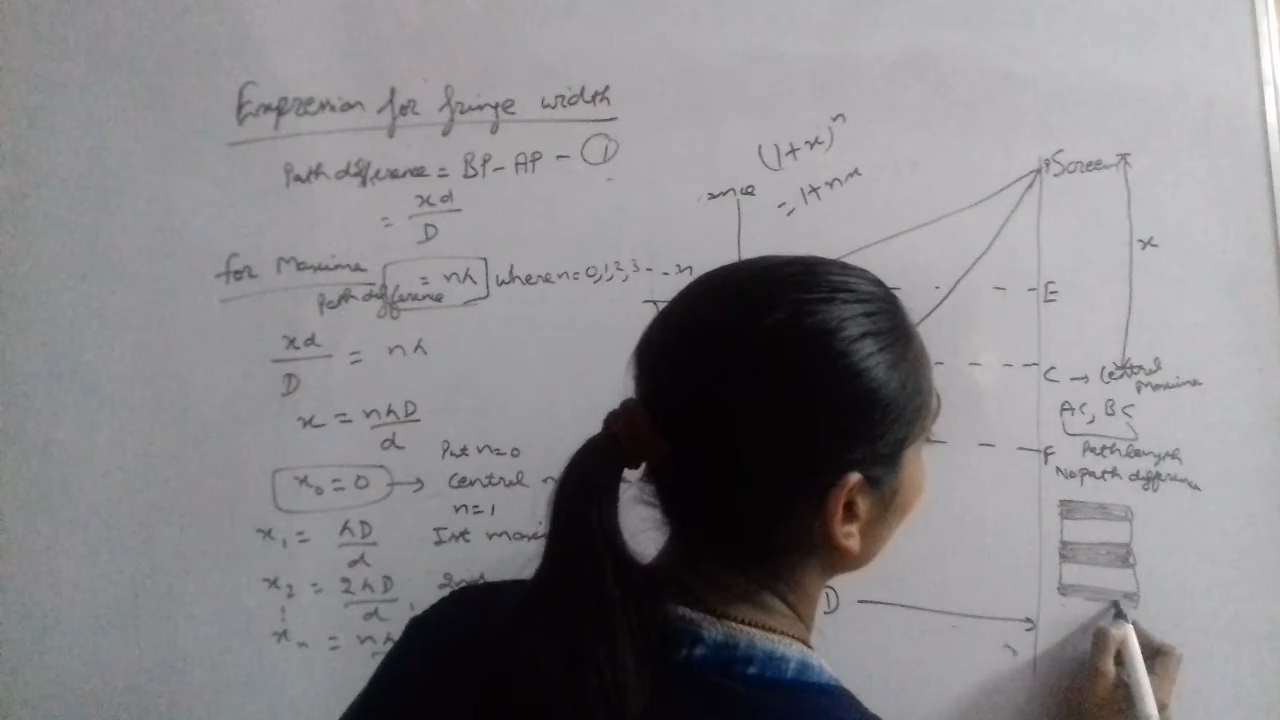 Expression for fringe width
Path difference = BP - AP - ①
= xd/D
for Maxima
Path difference = nλ where n = 0,1,2,3 - - - n
xd/D = nλ
x = nλD/d
Put n=0
x₀ = 0 → Central
n=1
x₁ = λD/d Ist maxi
x₂ = 2λD/d, 2nd
⋮
xₙ = nλ
(1+x)ⁿ
= 1+nx
Screen
x
E
C → Central
Maxima
AC, BC
F Path length
No path difference
D